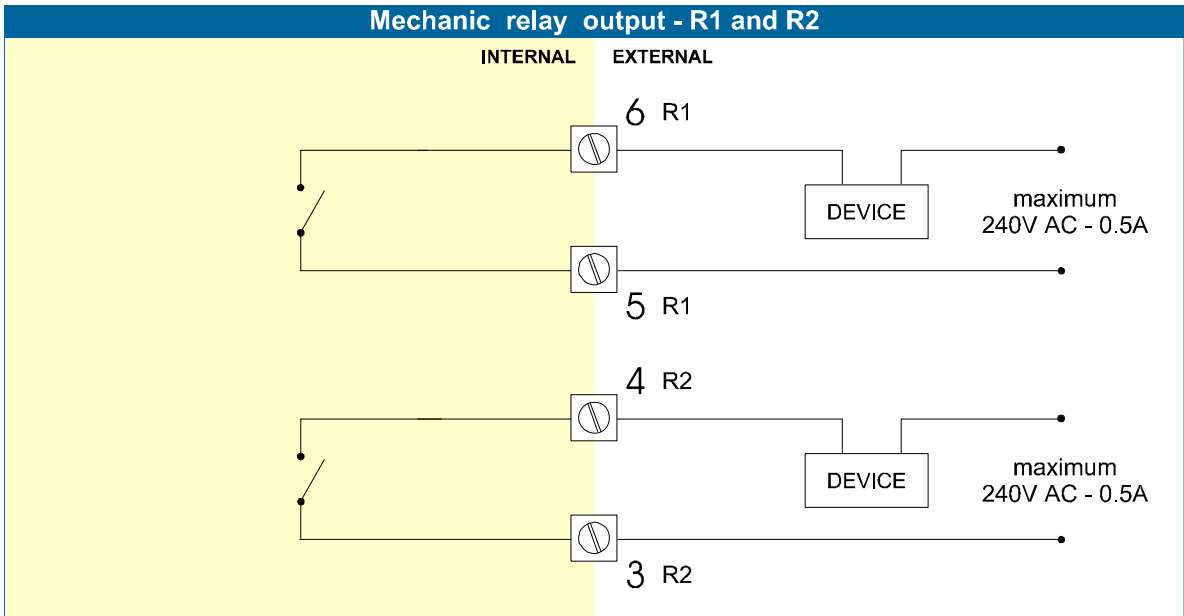 Mechanic relay output - R1 and R2
INTERNAL EXTERNAL
6 R1
DEVICE
maximum
240V AC - 0.5A
5 R1
4 R2
DEVICE
maximum
240V AC - 0.5A
3 R2